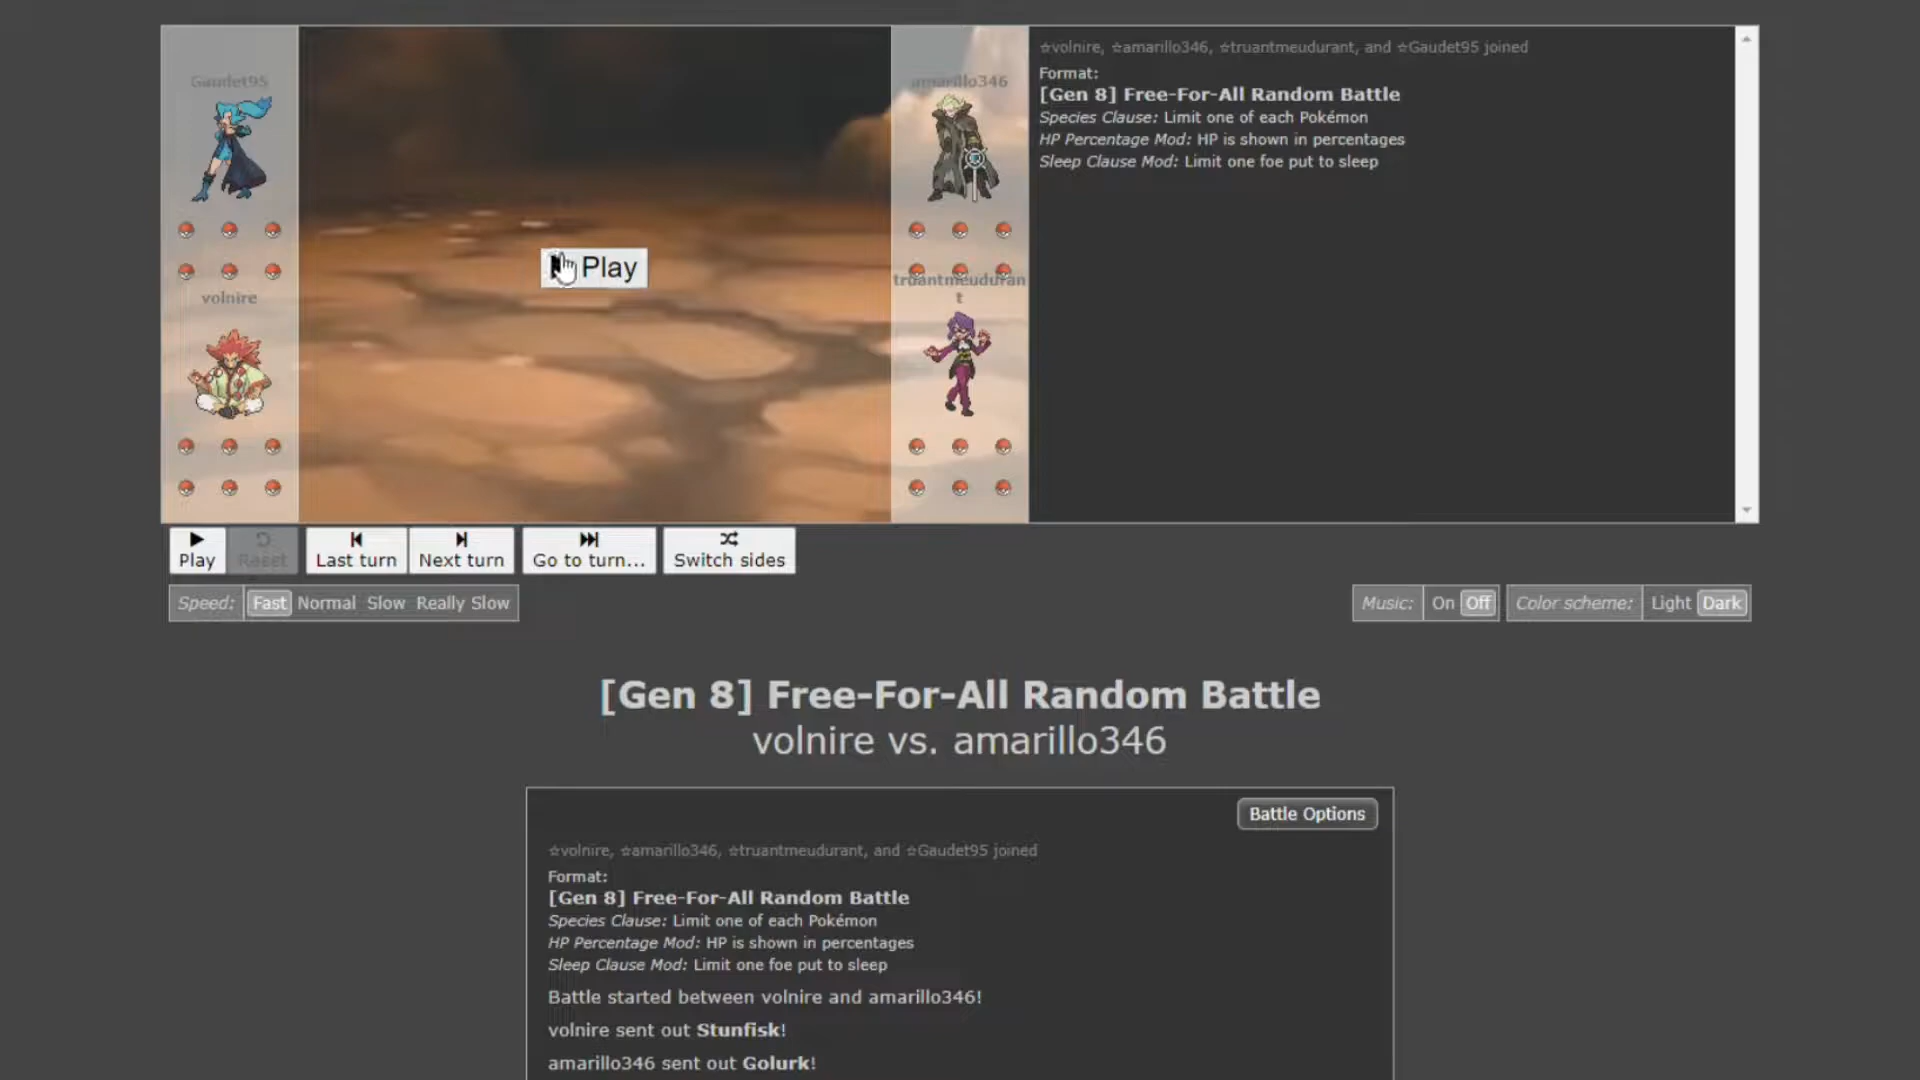 Gaudet95
volnire
amarillo346
truantmeuduran
t
Play
☆volnire, ☆amarillo346, ☆truantmeudurant, and ☆Gaudet95 joined
Format:
[Gen 8] Free-For-All Random Battle
Species Clause: Limit one of each Pokémon
HP Percentage Mod: HP is shown in percentages
Sleep Clause Mod: Limit one foe put to sleep
Play
Reset
Last turn
Next turn
Go to turn...
Switch sides
Speed: Fast Normal Slow Really Slow
Music: On Off
Color scheme: Light Dark
[Gen 8] Free-For-All Random Battle
volnire vs. amarillo346
Battle Options
☆volnire, ☆amarillo346, ☆truantmeudurant, and ☆Gaudet95 joined
Format:
[Gen 8] Free-For-All Random Battle
Species Clause: Limit one of each Pokémon
HP Percentage Mod: HP is shown in percentages
Sleep Clause Mod: Limit one foe put to sleep
Battle started between volnire and amarillo346!
volnire sent out Stunfisk!
amarillo346 sent out Golurk!